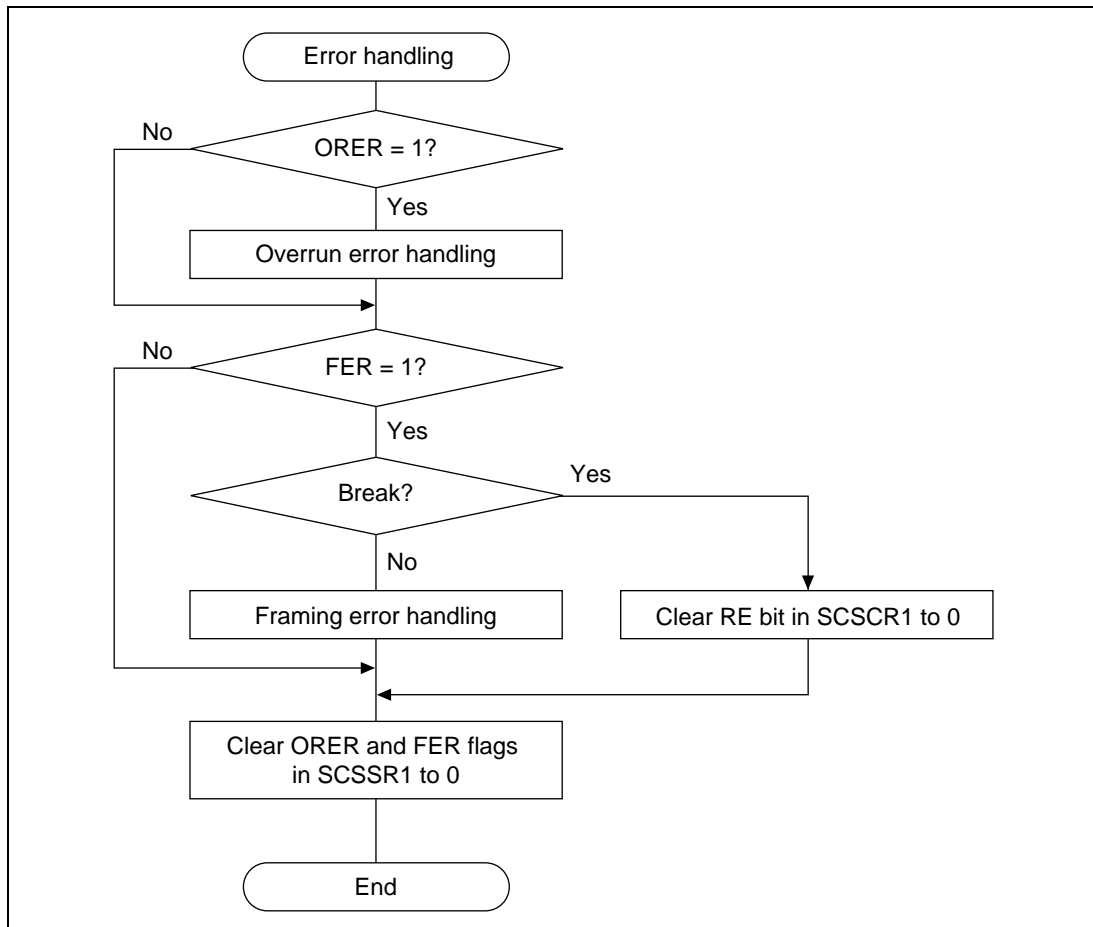 Error handling
No
ORER = 1?
Yes
Overrun error handling
No
FER = 1?
Yes
Break?
Yes
No
Framing error handling
Clear RE bit in SCSCR1 to 0
Clear ORER and FER flags
in SCSSR1 to 0
End